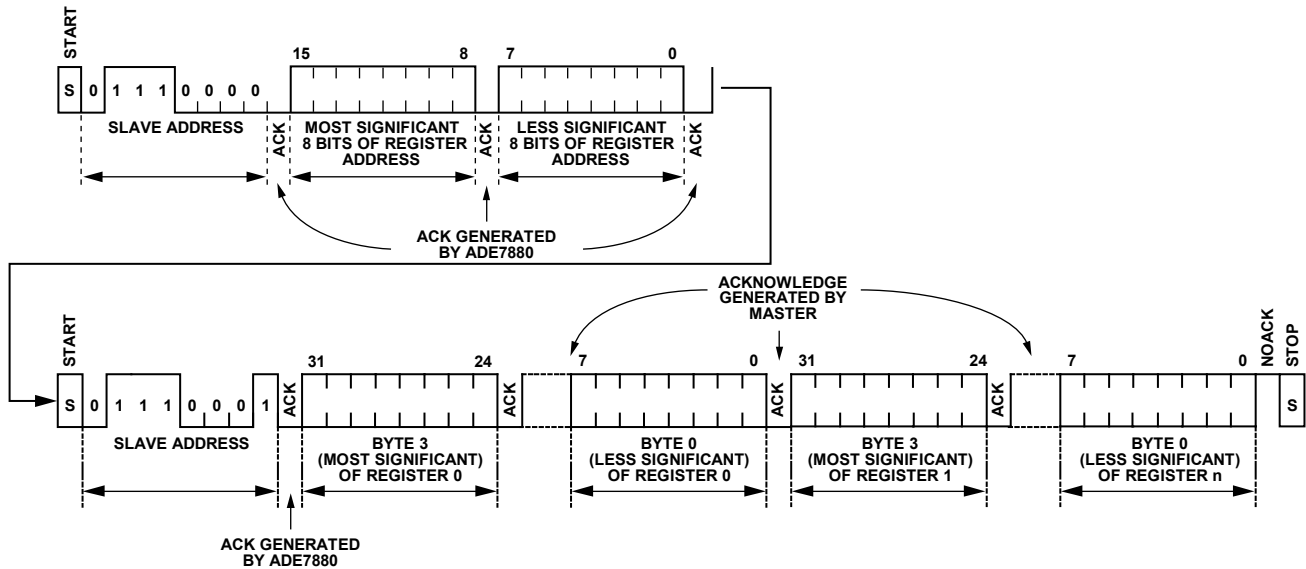 START
15 8 7 0
S 0 1 1 1 0 0 0 0
SLAVE ADDRESS
ACK
MOST SIGNIFICANT
8 BITS OF REGISTER
ADDRESS
ACK
LESS SIGNIFICANT
8 BITS OF REGISTER
ADDRESS
ACK
ACK GENERATED
BY ADE7880
ACKNOWLEDGE
GENERATED BY
MASTER
START
31 24 7 0 31 24 7 0
NOACK
STOP
S 0 1 1 1 0 0 0 1
ACK
ACK
ACK
ACK
S
SLAVE ADDRESS
BYTE 3
(MOST SIGNIFICANT)
OF REGISTER 0
BYTE 0
(LESS SIGNIFICANT)
OF REGISTER 0
BYTE 3
(MOST SIGNIFICANT)
OF REGISTER 1
BYTE 0
(LESS SIGNIFICANT)
OF REGISTER n
ACK GENERATED
BY ADE7880